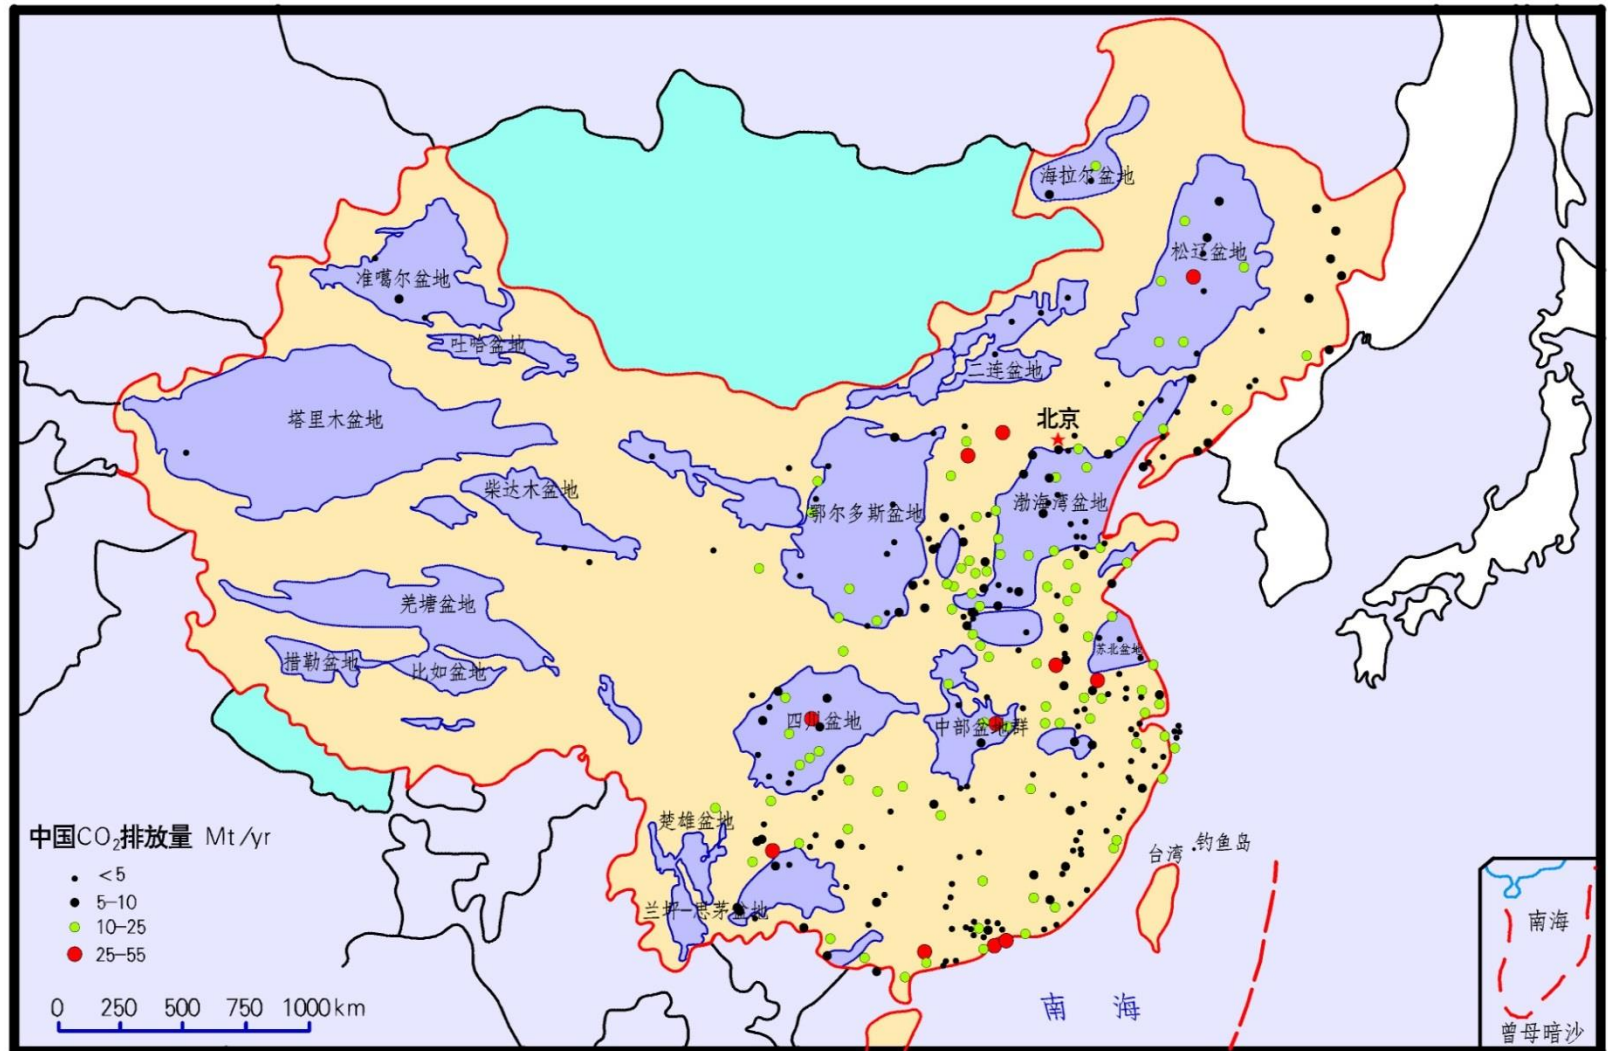 海拉尔盆地
松辽盆地
准噶尔盆地
吐哈盆地
二连盆地
塔里木盆地
北京
柴达木盆地
鄂尔多斯盆地
渤海湾盆地
羌塘盆地
措勒盆地
比如盆地
苏北盆地
四川盆地
中部盆地群
楚雄盆地
兰坪-思茅盆地
台湾
钓鱼岛
南 海
中国CO₂排放量 Mt/yr
<5
5-10
10-25
25-55
0 250 500 750 1000km
南海
曾母暗沙